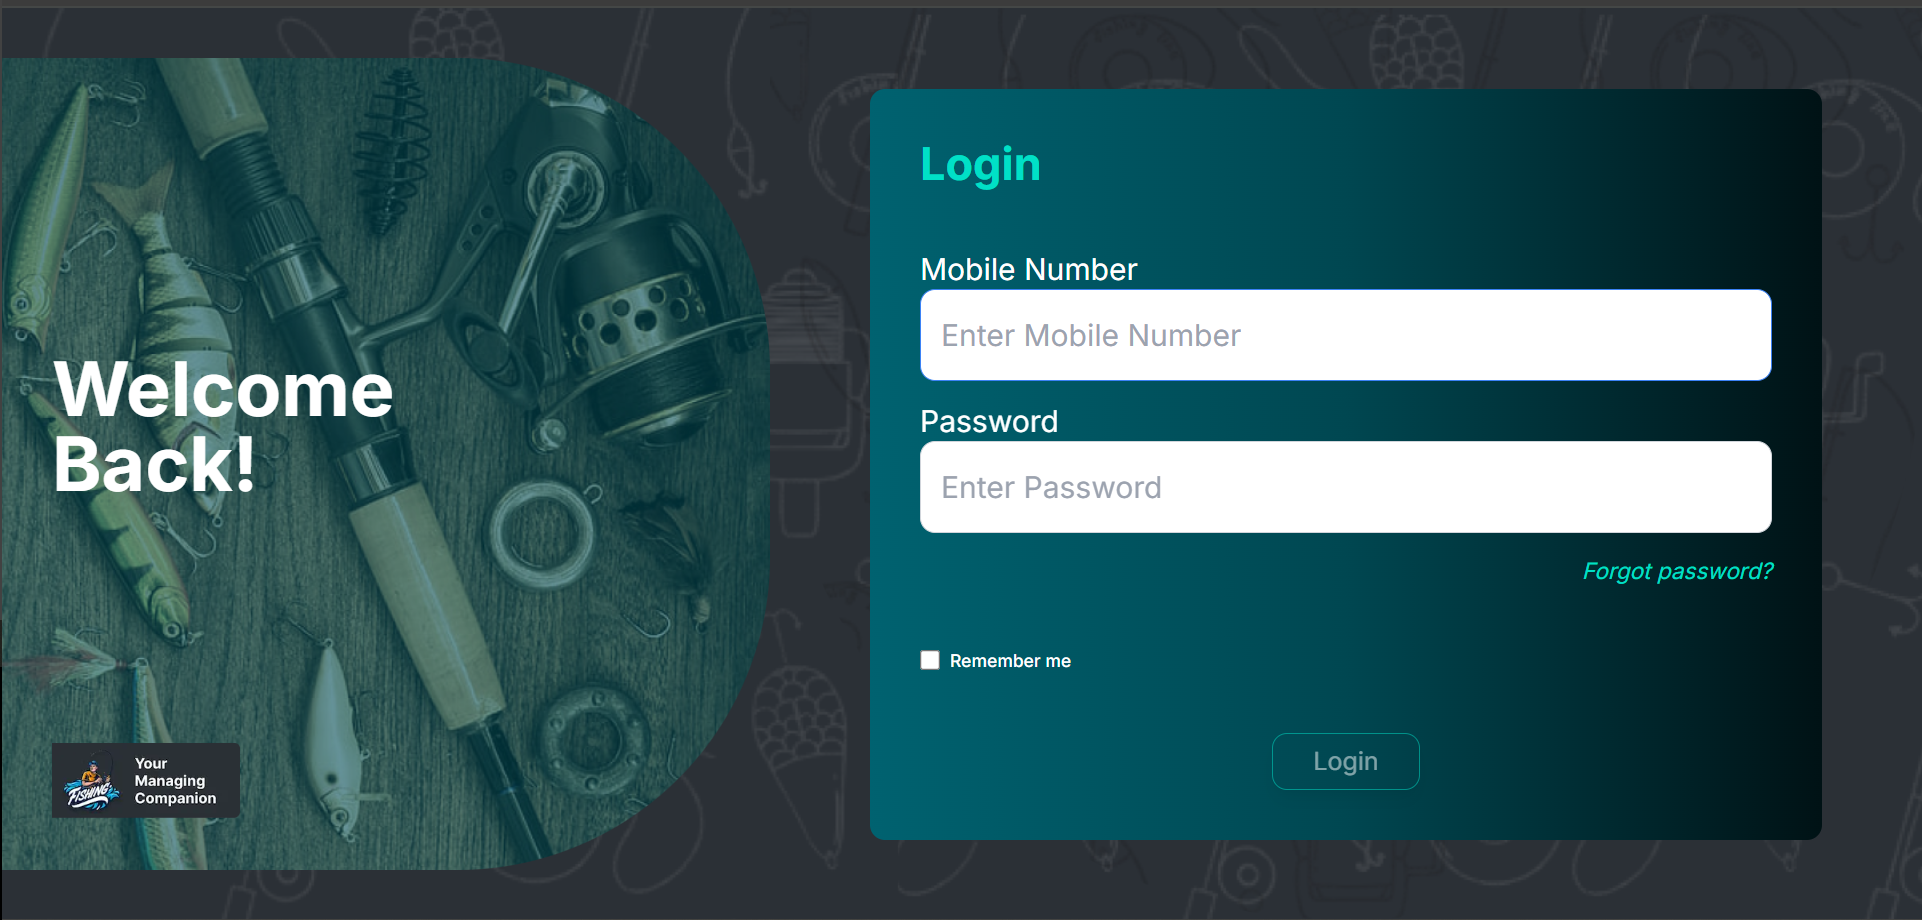 Welcome
Back!
FISHING
Your
Managing
Companion
Login
Mobile Number
Enter Mobile Number
Password
Enter Password
Forgot password?
Remember me
Login